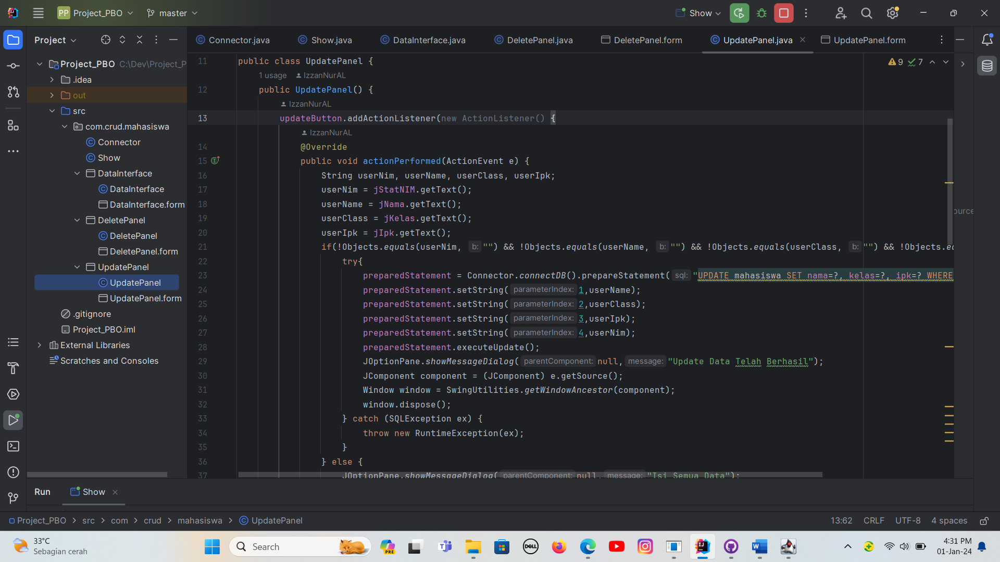 PP Project_PBO master Show
Project
Connector.java Show.java DataInterface.java DeletePanel.java DeletePanel.form UpdatePanel.java UpdatePanel.form
Project_PBO C:\Dev\Project_P
.idea
out
src
com.crud.mahasiswa
Connector
Show
DataInterface
DataInterface
DataInterface.form
DeletePanel
DeletePanel
DeletePanel.form
UpdatePanel
UpdatePanel
UpdatePanel.form
.gitignore
Project_PBO.iml
External Libraries
Scratches and Consoles
9 7
11 public class UpdatePanel {
1 usage IzzanNurAL
12 public UpdatePanel() {
IzzanNurAL
13 updateButton.addActionListener(new ActionListener() {
IzzanNurAL
14 @Override
15 public void actionPerformed(ActionEvent e) {
16 String userNim, userName, userClass, userIpk;
17 userNim = jStatNIM.getText();
18 userName = jNama.getText();
19 userClass = jKelas.getText();
20 userIpk = jIpk.getText();
21 if(!Objects.equals(userNim, b: "") && !Objects.equals(userName, b: "") && !Objects.equals(userClass, b: "") && !Objects.e
22 try{
23 preparedStatement = Connector.connectDB().prepareStatement( sql: "UPDATE mahasiswa SET nama=?, kelas=?, ipk=? WHERE
24 preparedStatement.setString( parameterIndex: 1,userName);
25 preparedStatement.setString( parameterIndex: 2,userClass);
26 preparedStatement.setString( parameterIndex: 3,userIpk);
27 preparedStatement.setString( parameterIndex: 4,userNim);
28 preparedStatement.executeUpdate();
29 JOptionPane.showMessageDialog( parentComponent: null, message: "Update Data Telah Berhasil");
30 JComponent component = (JComponent) e.getSource();
31 Window window = SwingUtilities.getWindowAncestor(component);
32 window.dispose();
33 } catch (SQLException ex) {
34 throw new RuntimeException(ex);
35 }
36 } else {
37 JOptionPane.showMessageDialog( parentComponent: null, message: "Isi Semua Data");
ource
Run Show
Project_PBO > src > com > crud > mahasiswa > UpdatePanel
13:62 CRLF UTF-8 4 spaces
33°C
Sebagian cerah
Search
PRE
DELL
4:31 PM
01-Jan-24